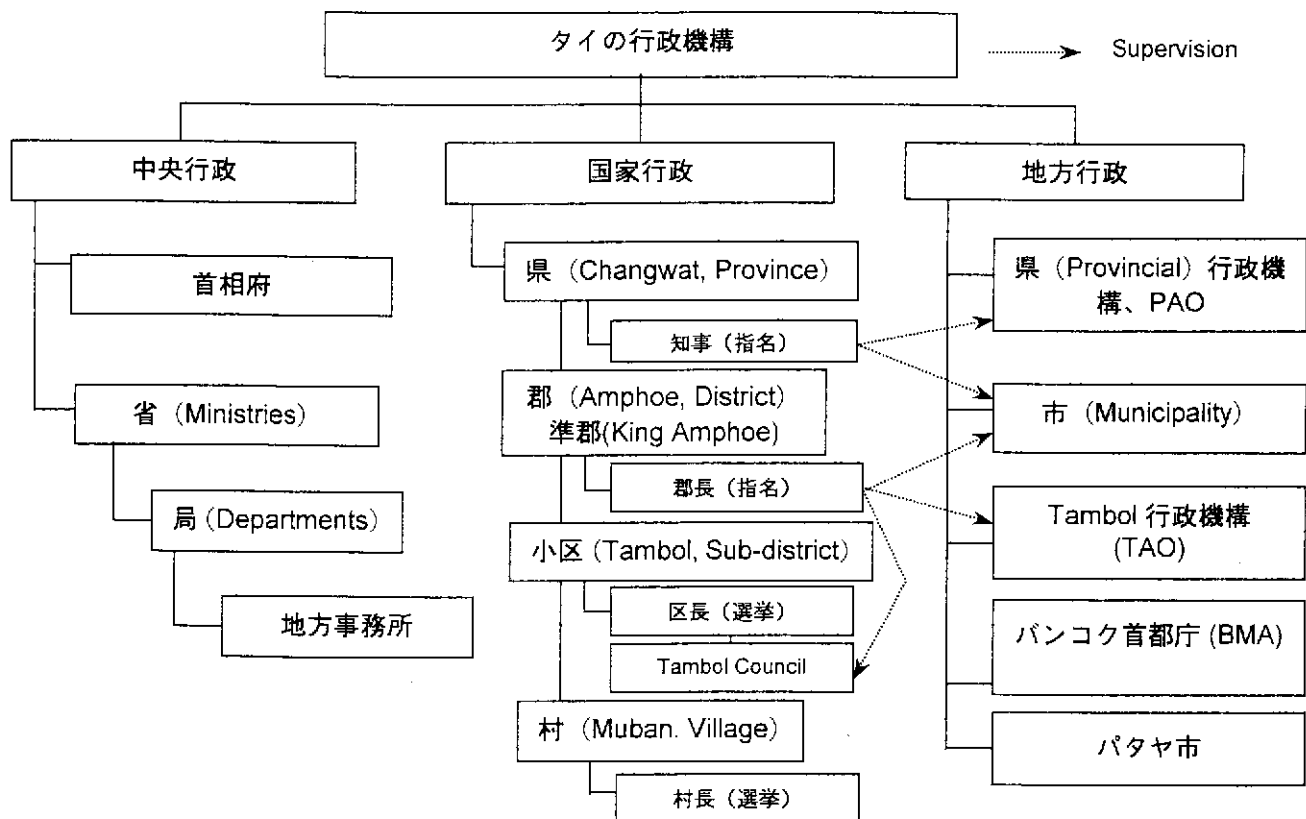 タイの行政機構
Supervision
中央行政
国家行政
地方行政
首相府
省 (Ministries)
局 (Departments)
地方事務所
県 (Changwat, Province)
知事（指名）
郡 (Amphoe, District)
準郡(King Amphoe)
郡長（指名）
小区 (Tambol, Sub-district)
区長（選挙）
Tambol Council
村 (Muban. Village)
村長（選挙）
県 (Provincial) 行政機
構、PAO
市 (Municipality)
Tambol 行政機構
(TAO)
バンコク首都庁 (BMA)
パタヤ市